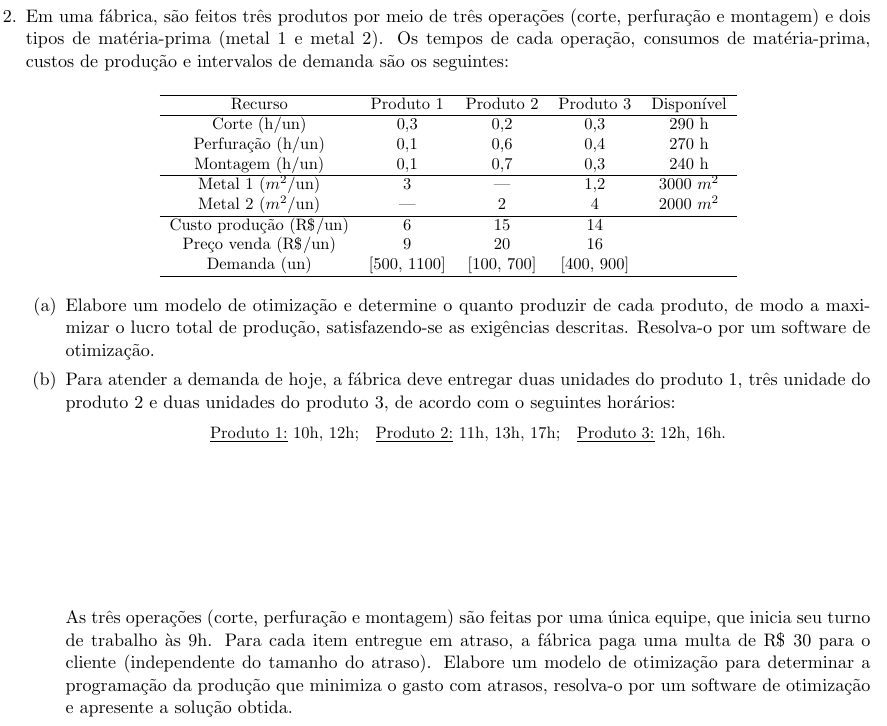 2. Em uma fábrica, são feitos três produtos por meio de três operações (corte, perfuração e montagem) e dois
tipos de matéria-prima (metal 1 e metal 2). Os tempos de cada operação, consumos de matéria-prima,
custos de produção e intervalos de demanda são os seguintes:
Recurso Produto 1 Produto 2 Produto 3 Disponível
Corte (h/un) 0,3 0,2 0,3 290 h
Perfuração (h/un) 0,1 0,6 0,4 270 h
Montagem (h/un) 0,1 0,7 0,3 240 h
Metal 1 (m²/un) 3 — 1,2 3000 m²
Metal 2 (m²/un) — 2 4 2000 m²
Custo produção (R$/un) 6 15 14
Preço venda (R$/un) 9 20 16
Demanda (un) [500, 1100] [100, 700] [400, 900]
(a) Elabore um modelo de otimização e determine o quanto produzir de cada produto, de modo a maxi-
mizar o lucro total de produção, satisfazendo-se as exigências descritas. Resolva-o por um software de
otimização.
(b) Para atender a demanda de hoje, a fábrica deve entregar duas unidades do produto 1, três unidade do
produto 2 e duas unidades do produto 3, de acordo com o seguintes horários:
Produto 1: 10h, 12h; Produto 2: 11h, 13h, 17h; Produto 3: 12h, 16h.
As três operações (corte, perfuração e montagem) são feitas por uma única equipe, que inicia seu turno
de trabalho às 9h. Para cada item entregue em atraso, a fábrica paga uma multa de R$ 30 para o
cliente (independente do tamanho do atraso). Elabore um modelo de otimização para determinar a
programação da produção que minimiza o gasto com atrasos, resolva-o por um software de otimização
e apresente a solução obtida.